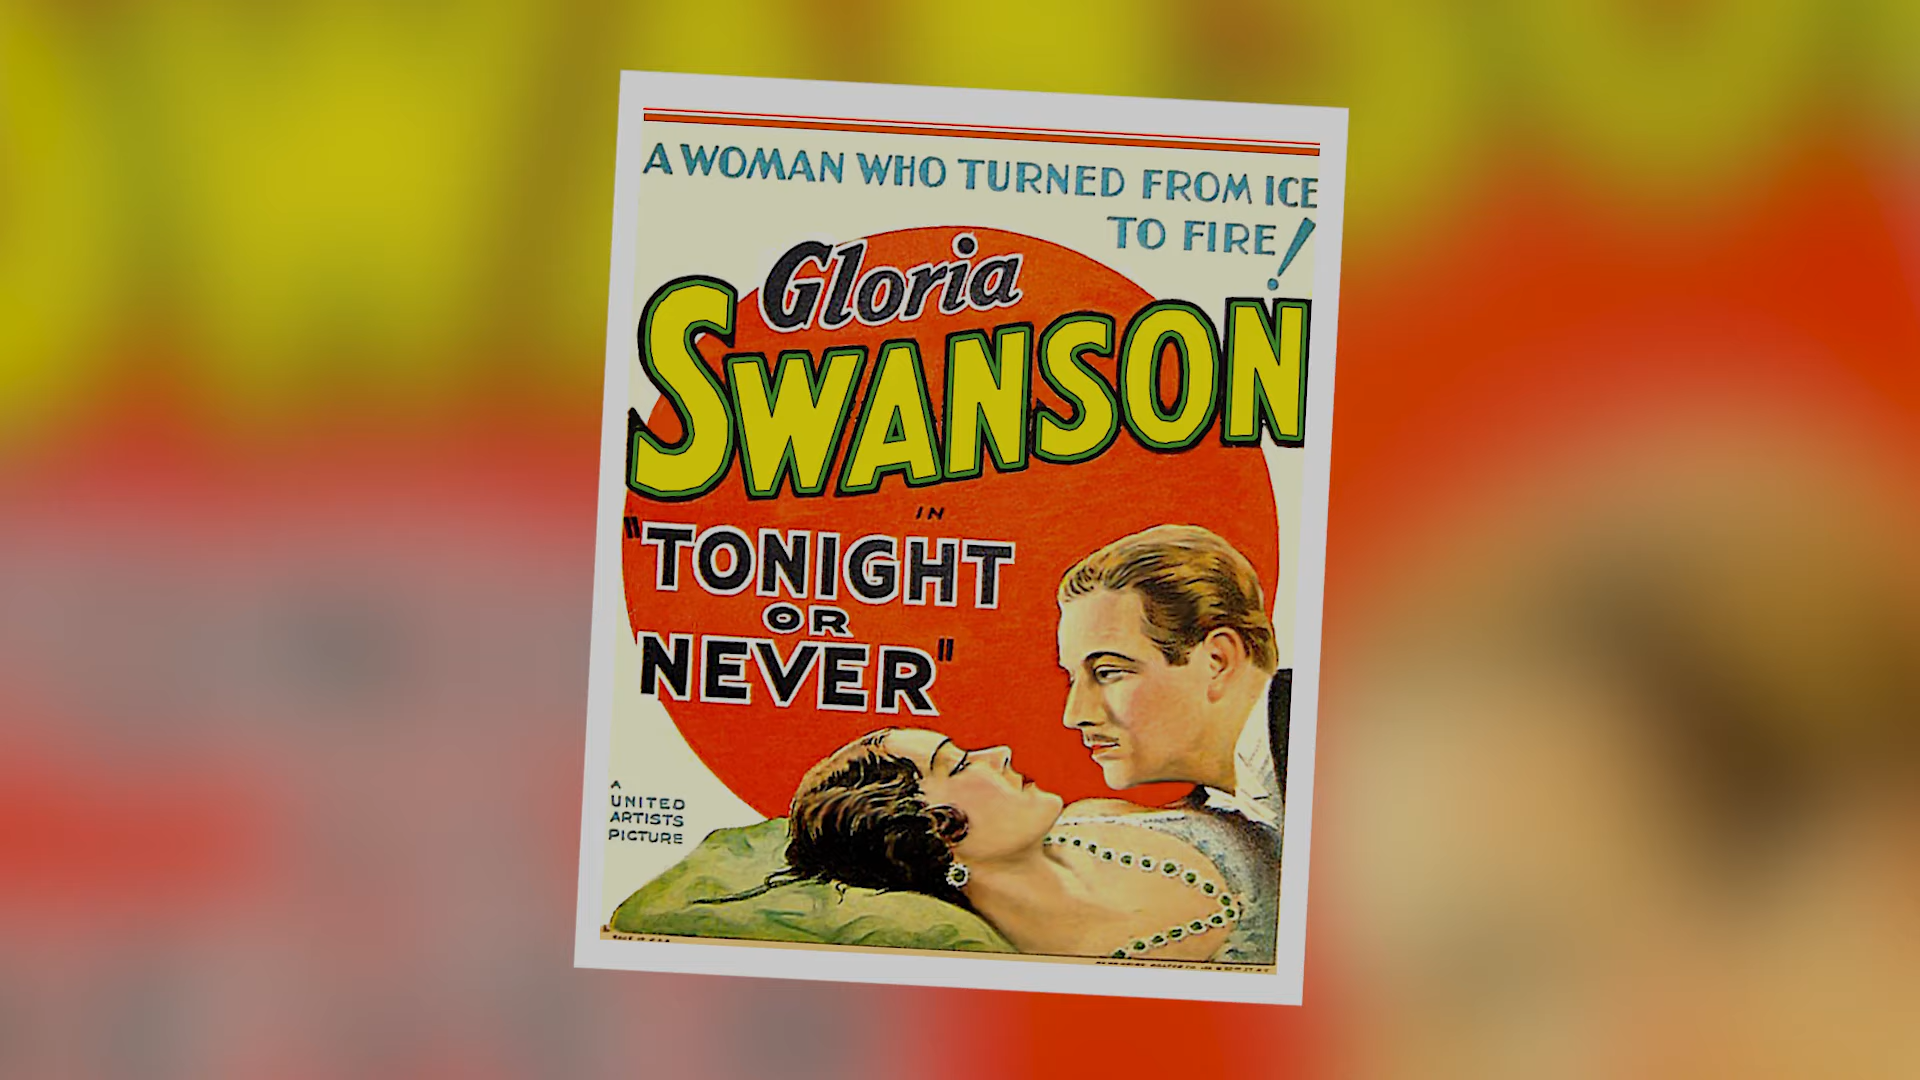 A WOMAN WHO TURNED FROM ICE
TO FIRE!
Gloria
SWANSON
IN
"TONIGHT
OR
NEVER"
A
UNITED
ARTISTS
PICTURE